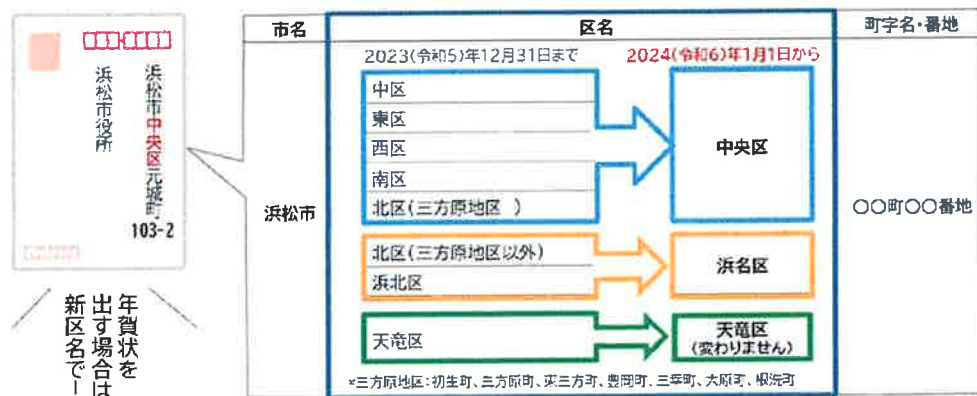 浜松市中央区元城町
103-2
浜松市役所
年賀状を
出す場合は
新区名でー
市名
区名
町字名・番地
2023(令和5)年12月31日まで
2024(令和6)年1月1日から
浜松市
中区
東区
西区
南区
北区(三方原地区 )
中央区
北区(三方原地区以外)
浜北区
浜名区
天竜区
天竜区
(変わりません)
〇〇町〇〇番地
*三方原地区:初生町、三方原町、東三方町、豊岡町、三幸町、大原町、根洗町